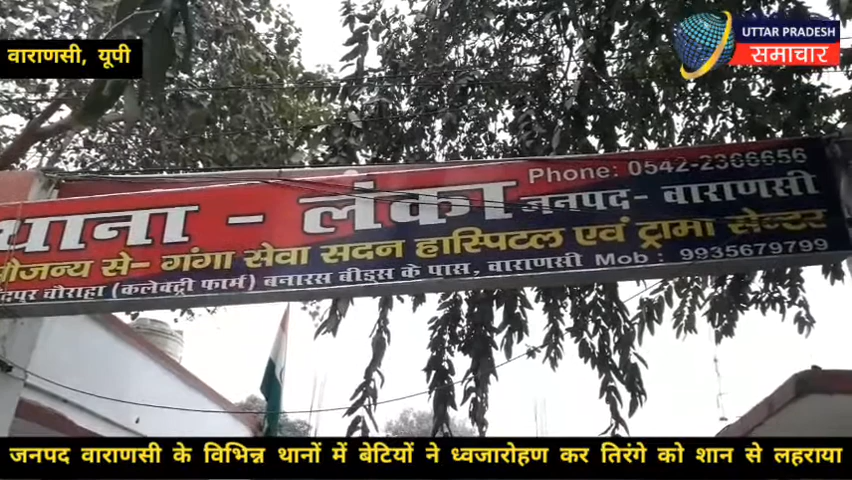 वाराणसी, यूपी
UTTAR PRADESH
समाचार
Phone: 0542-2366106
थाना - लंका जनपद - वाराणसी
सौजन्य से- गंगा सेवा सदन हास्पिटल एवं ट्रामा सेन्टर
चौराहा (कलेक्ट्री फार्म) बनारस बीड्स के पास, वाराणसी, Mob. : 9935679799
जनपद वाराणसी के विभिन्न थानों में बेटियों ने ध्वजारोहण कर तिरंगे को शान से लहराया